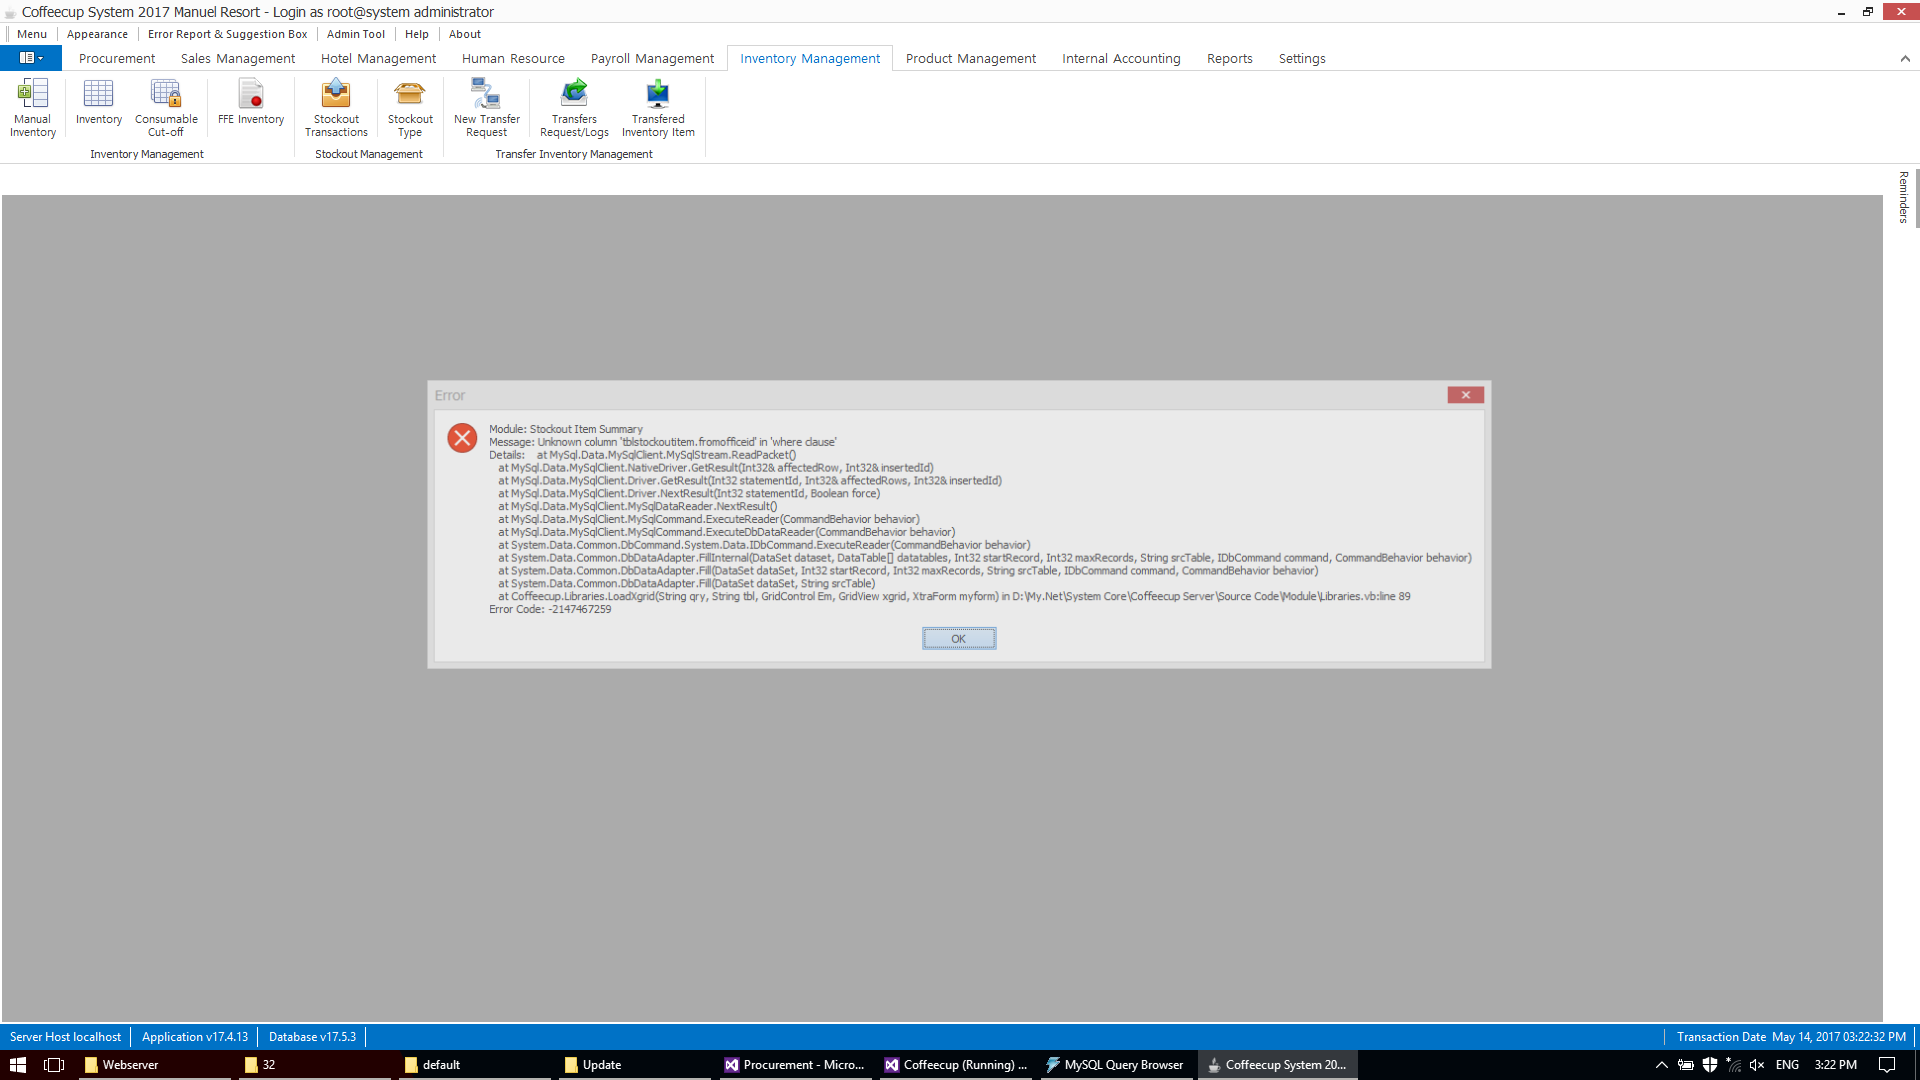 Coffeecup System 2017 Manuel Resort - Login as root@system administrator
Menu Appearance Error Report & Suggestion Box Admin Tool Help About
Procurement Sales Management Hotel Management Human Resource Payroll Management Inventory Management Product Management Internal Accounting Reports Settings
Manual Inventory
Inventory
Consumable Cut-off
FFE Inventory
Stockout Transactions
Stockout Type
New Transfer Request
Transfers Request/Logs
Transfered Inventory Item
Inventory Management Stockout Management Transfer Inventory Management
Reminders
Error
Module: Stockout Item Summary
Message: Unknown column 'tblstockoutitem.fromofficeid' in 'where clause'
Details: at MySql.Data.MySqlClient.MySqlStream.ReadPacket()
at MySql.Data.MySqlClient.NativeDriver.GetResult(Int32& affectedRow, Int32& insertedId)
at MySql.Data.MySqlClient.Driver.GetResult(Int32 statementId, Int32& affectedRows, Int32& insertedId)
at MySql.Data.MySqlClient.Driver.NextResult(Int32 statementId, Boolean force)
at MySql.Data.MySqlClient.MySqlDataReader.NextResult()
at MySql.Data.MySqlClient.MySqlCommand.ExecuteReader(CommandBehavior behavior)
at MySql.Data.MySqlClient.MySqlCommand.ExecuteDbDataReader(CommandBehavior behavior)
at System.Data.Common.DbCommand.System.Data.IDbCommand.ExecuteReader(CommandBehavior behavior)
at System.Data.Common.DbDataAdapter.FillInternal(DataSet dataset, DataTable[] datatables, Int32 startRecord, Int32 maxRecords, String srcTable, IDbCommand command, CommandBehavior behavior)
at System.Data.Common.DbDataAdapter.Fill(DataSet dataSet, Int32 startRecord, Int32 maxRecords, String srcTable, IDbCommand command, CommandBehavior behavior)
at System.Data.Common.DbDataAdapter.Fill(DataSet dataSet, String srcTable)
at Coffeecup.Libraries.LoadXgrid(String qry, String tbl, GridControl Em, GridView xgrid, XtraForm myform) in D:\My.Net\System Core\Coffeecup Server\Source Code\Module\Libraries.vb:line 89
Error Code: -2147467259
OK
Server Host localhost Application v17.4.13 Database v17.5.3 Transaction Date May 14, 2017 03:22:32 PM
Webserver 32 default Update Procurement - Micro... Coffeecup (Running) ... MySQL Query Browser Coffeecup System 20... ENG 3:22 PM